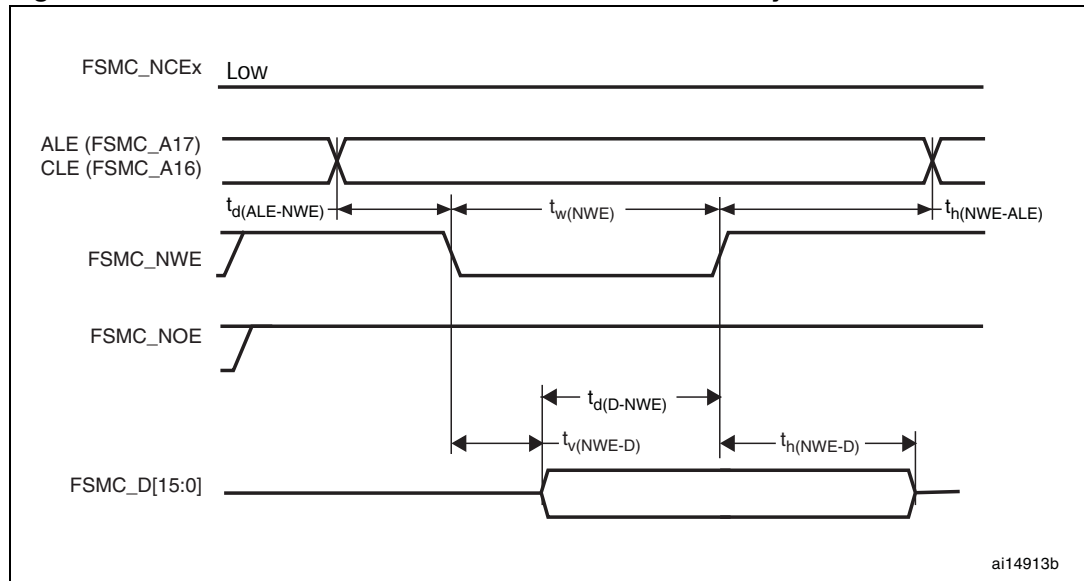 FSMC_NCEx Low
ALE (FSMC_A17)
CLE (FSMC_A16)
td(ALE-NWE) tw(NWE) th(NWE-ALE)
FSMC_NWE
FSMC_NOE
td(D-NWE)
tv(NWE-D) th(NWE-D)
FSMC_D[15:0]
ai14913b